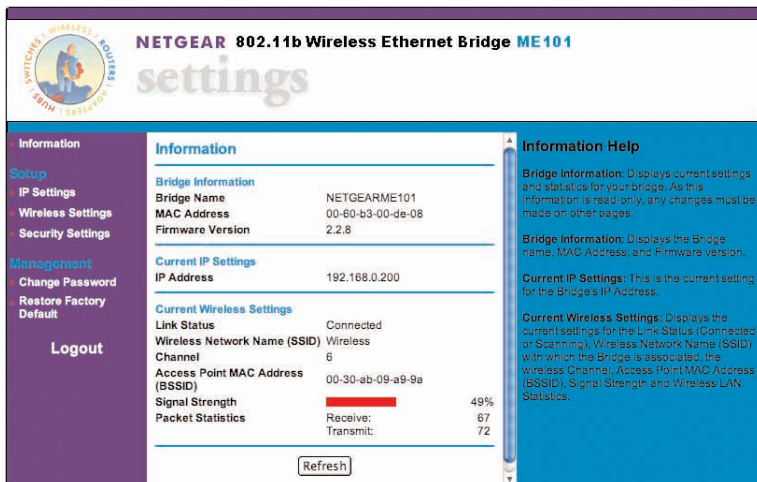 NETGEAR 802.11b Wireless Ethernet Bridge ME101
settings
SWITCHES | WIRELESS | ROUTERS | ADAPTERS | HUBS
Information
Setup
IP Settings
Wireless Settings
Security Settings
Management
Change Password
Restore Factory
Default
Logout
Information
Bridge Information
Bridge Name NETGEARME101
MAC Address 00-60-b3-00-de-08
Firmware Version 2.2.8
Current IP Settings
IP Address 192.168.0.200
Current Wireless Settings
Link Status Connected
Wireless Network Name (SSID) Wireless
Channel 6
Access Point MAC Address
(BSSID) 00-30-ab-09-a9-9a
Signal Strength 49%
Packet Statistics Receive: 67
Transmit: 72
Refresh
Information Help
Bridge Information: Displays current settings
and statistics for your bridge. As this
information is read-only, any changes must be
made on other pages.
Bridge Information: Displays the Bridge
name, MAC Address, and Firmware version.
Current IP Settings: This is the current setting
for the Bridge's IP Address.
Current Wireless Settings: Displays the
current settings for the Link Status (Connected
or Scanning), Wireless Network Name (SSID)
with which the Bridge is associated, the
wireless Channel, Access Point MAC Address
(BSSID), Signal Strength and Wireless LAN
Statistics.